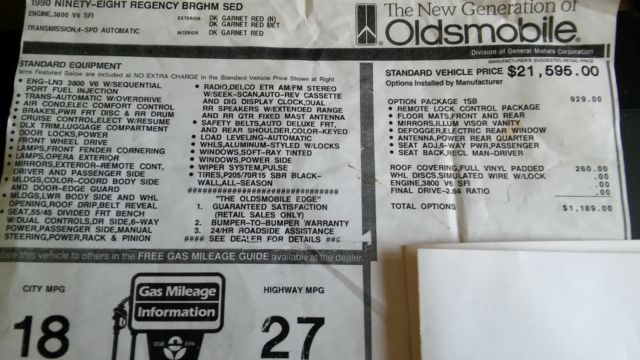 1990 NINETY-EIGHT REGENCY BRGHM SED
ENGINE, 3800 V6 SFI
TRANSMISSION, 4-SPD AUTOMATIC
EXTERIOR DK GARNET RED (N)
DK GARNET RED MET
INTERIOR DK GARNET RED
The New Generation of
Oldsmobile
Division of General Motors Corporation
STANDARD EQUIPMENT
Items Featured Below are Included at NO EXTRA CHARGE in the Standard Vehicle Price Shown at Right
• ENG-LN3 3800 V6 W/SEQUENTIAL
PORT FUEL INJECTION
• TRANS-AUTOMATIC W/OVERDRIVE
• AIR COND, ELEC COMFORT CONTROL
• BRAKES, PWR FRT DISC & RR DRUM
• CRUISE CONTROL, ELECT W/RESUME
• DLX TRIM, LUGGAGE COMPARTMENT
• DOOR LOCKS, POWER
• FRONT WHEEL DRIVE
• LAMPS, FRONT FENDER CORNERING
• LAMPS, OPERA EXTERIOR
• MIRRORS, EXTERIOR-REMOTE CONT,
DRIVER AND PASSENGER SIDE
• MLDGS, COLOR-COORD BODY SIDE
AND DOOR-EDGE GUARD
• MLDGS, LWR BODY SIDE AND WHL
OPENING, ROOF DRIP, BELT REVEAL
• SEAT, 55/45 DIVIDED FRT BENCH
W/DUAL CONTROLS, DR SIDE, 6-WAY
POWER, PASSENGER SIDE, MANUAL
STEERING, POWER, RACK & PINION
• RADIO, DELCO ETR AM/FM STEREO
W/SEEK-SCAN, AUTO-REV CASSETTE
AND DIG DISPLAY CLOCK, DUAL
RR SPEAKERS W/EXTENDED RANGE
AND RR QTR FIXED MAST ANTENNA
• SAFETY BELTS, AUTO DELUXE FRT,
AND REAR SHOULDER, COLOR-KEYED
• LOAD LEVELING-AUTOMATIC
• WHLS, ALUMINUM-STYLED W/LOCKS
• WINDOWS, SOFT-RAY TINTED
• WINDOWS, POWER SIDE
• WIPER SYSTEM, PULSE
• TIRES, P205/70R15 SBR BLACK-
WALL, ALL-SEASON
################################
"THE OLDSMOBILE EDGE"
1. GUARANTEED SATISFACTION
(RETAIL SALES ONLY)
2. BUMPER-TO-BUMPER WARRANTY
3. 24/HR ROADSIDE ASSISTANCE
#### SEE DEALER FOR DETAILS ###
MANUFACTURER'S SUGGESTED RETAIL PRICE
STANDARD VEHICLE PRICE $21,595.00
Options Installed by Manufacturer
OPTION PACKAGE 1SB 929.00
• REMOTE LOCK CONTROL PACKAGE
• FLOOR MATS, FRONT AND REAR
• MIRRORS, ILLUM VISOR VANITY
• DEFOGGER, ELECTRIC REAR WINDOW
• ANTENNA, POWER REAR QUARTER
• SEAT ADJ, 6-WAY PWR, PASSENGER
• SEAT BACK, RECL MAN-DRIVER
ROOF COVERING, FULL VINYL PADDED 260.00
WHL DISCS, SIMULATED WIRE W/LOCK .00
ENGINE, 3800 V6 SFI .00
FINAL DRIVE-2.84 RATIO .00
TOTAL OPTIONS $1,189.00
this vehicle to others in the FREE GAS MILEAGE GUIDE available at the dealer.
CITY MPG
18
Gas Mileage
Information
DOE
EPA
HIGHWAY MPG
27